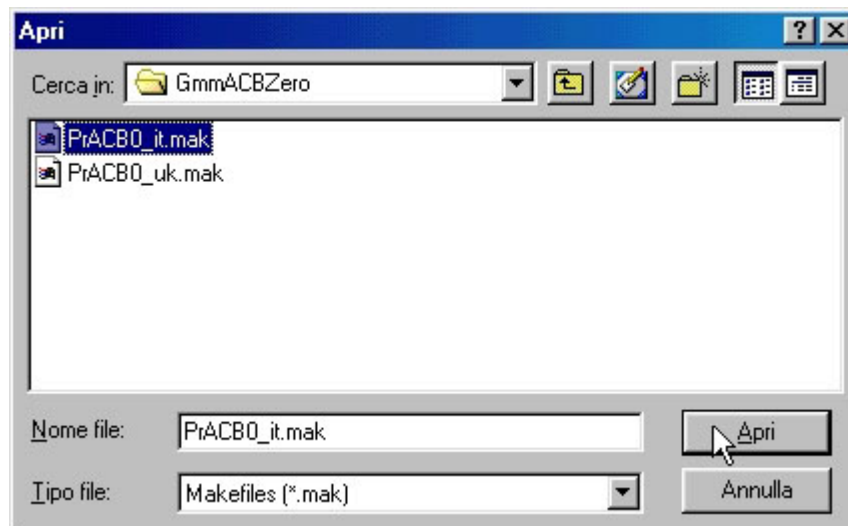 Apri
Cerca in: GmmACBZero
PrACB0_it.mak
PrACB0_uk.mak
Nome file: PrACB0_it.mak Apri
Tipo file: Makefiles (*.mak) Annulla